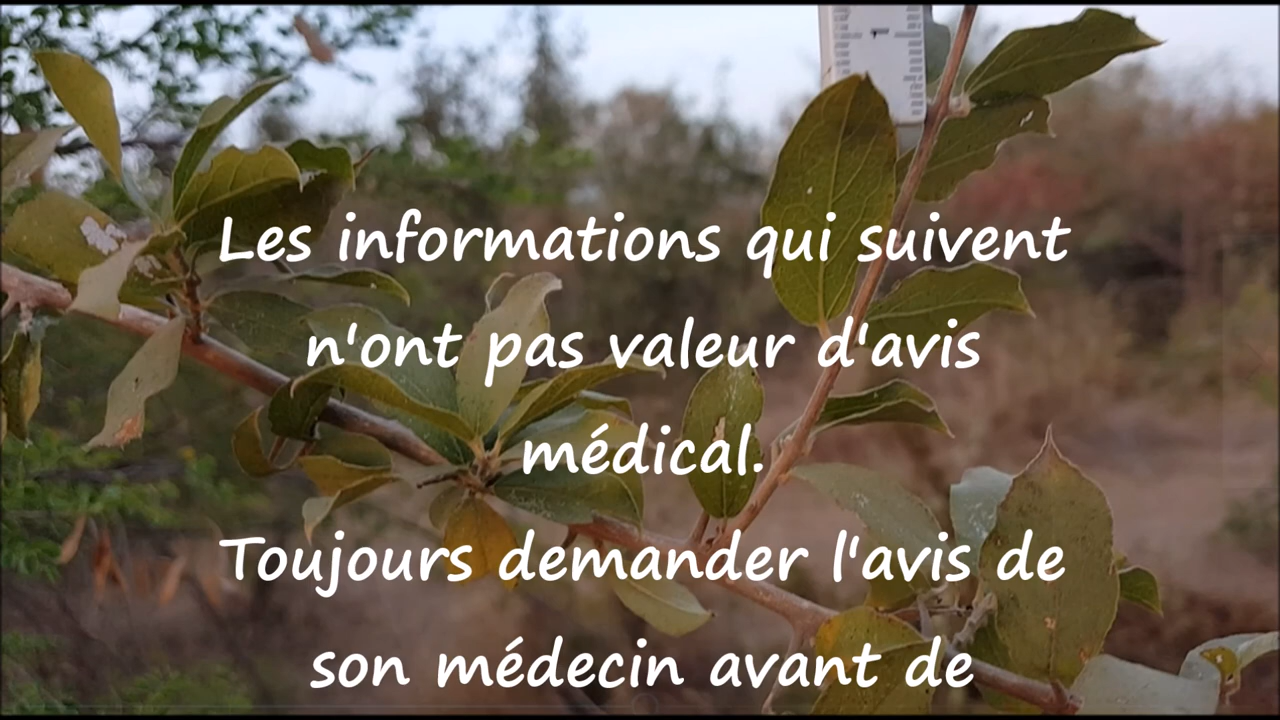 Les informations qui suivent
n'ont pas valeur d'avis
médical.
Toujours demander l'avis de
son médecin avant de